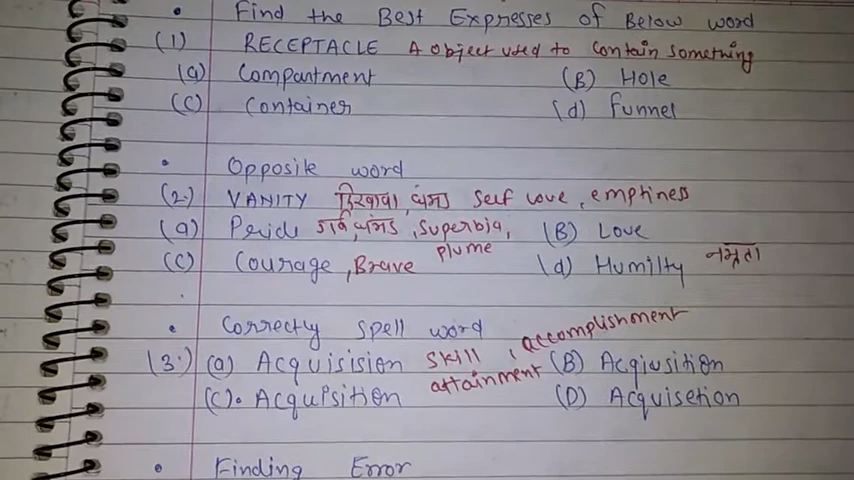 • Find the Best Expresses of Below word
(1) RECEPTACLE A object used to contain something
(a) Compantment (B) Hole
(C) Container (d) Funnel
• Opposite word
(2.) VANITY दिखावा, घमंड Self Love, emptiness
(a) Pride गर्व, घमंड, Superbia, plume (B) Love
(C) Courage, Brave (d) Humilty नम्रता
• Correctly spell word
(3.) (a) Acquisision skill, accomplishment (B) Acqiusition
(C). Acquisition attainment (D) Acquisetion
• Finding Error